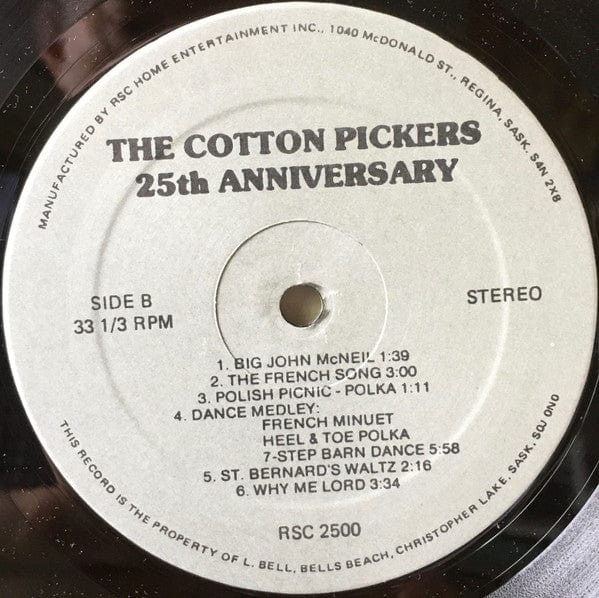 MANUFACTURED BY RSC HOME ENTERTAINMENT INC., 1040 McDONALD ST., REGINA, SASK. S4N 2X8
THE COTTON PICKERS
25th ANNIVERSARY
SIDE B
33 1/3 RPM
STEREO
1. BIG JOHN McNEIL 1:39
2. THE FRENCH SONG 3:00
3. POLISH PICNIC - POLKA 1:11
4. DANCE MEDLEY:
FRENCH MINUET
HEEL & TOE POLKA
7-STEP BARN DANCE 5:58
5. ST. BERNARD'S WALTZ 2:16
6. WHY ME LORD 3:34
RSC 2500
THIS RECORD IS THE PROPERTY OF L. BELL, BELLS BEACH, CHRISTOPHER LAKE, SASK. S0J 0N0